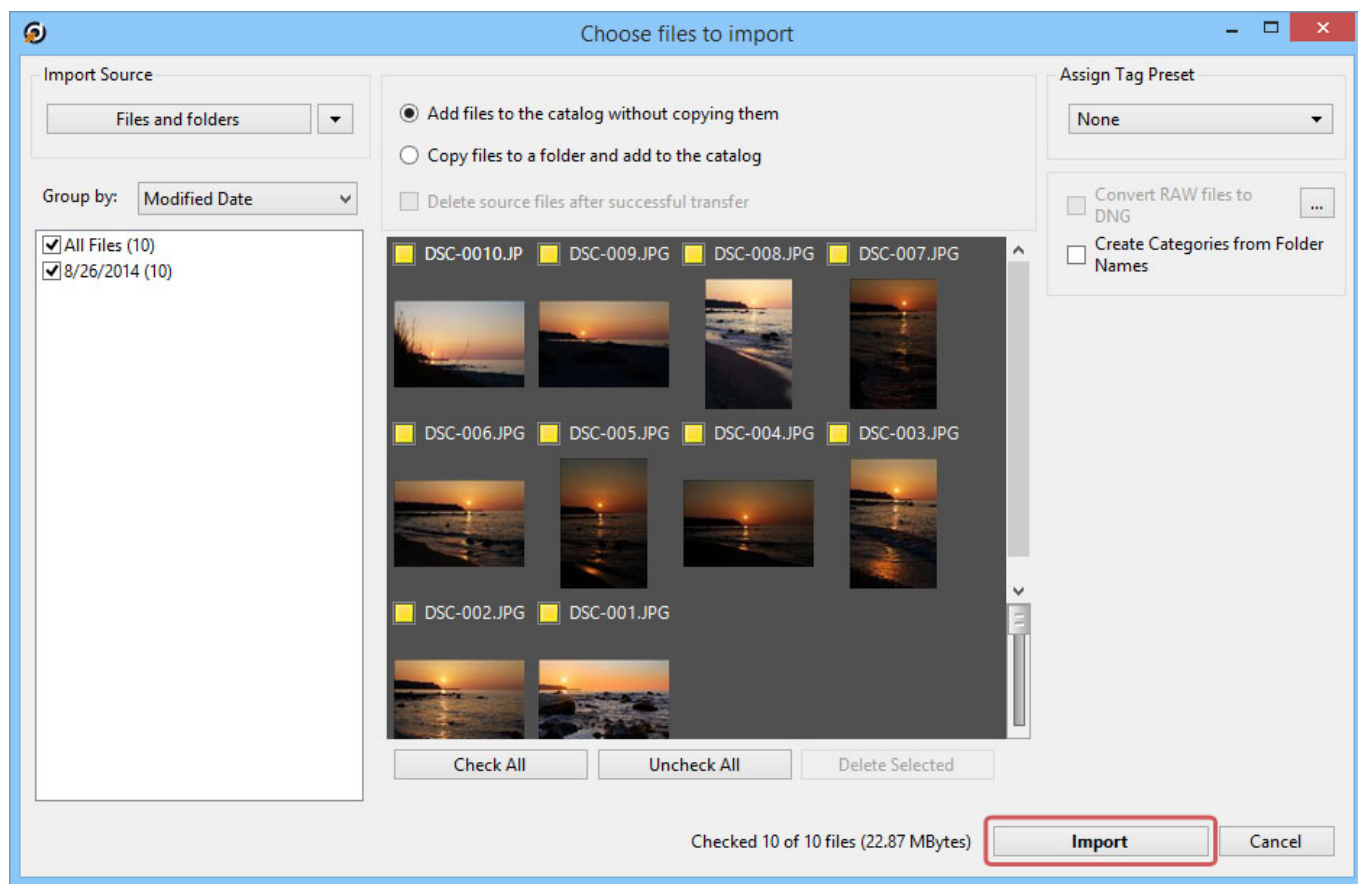 Choose files to import
Import Source
Files and folders
Group by:
Modified Date
All Files (10)
8/26/2014 (10)
Add files to the catalog without copying them
Copy files to a folder and add to the catalog
Delete source files after successful transfer
DSC-0010.JP DSC-009.JPG DSC-008.JPG DSC-007.JPG
DSC-006.JPG DSC-005.JPG DSC-004.JPG DSC-003.JPG
DSC-002.JPG DSC-001.JPG
Check All Uncheck All Delete Selected
Assign Tag Preset
None
Convert RAW files to
DNG
...
Create Categories from Folder
Names
Checked 10 of 10 files (22.87 MBytes)
Import Cancel